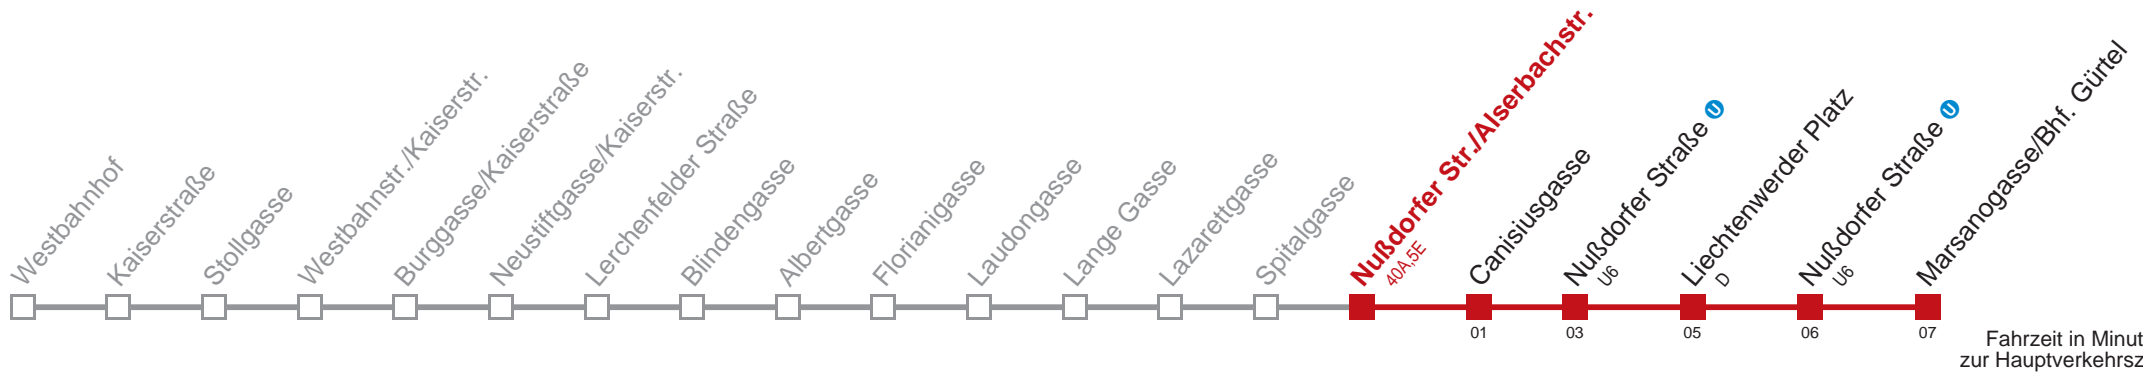 Westbahnhof
Kaiserstraße
Stollgasse
Westbahnstr./Kaiserstr.
Burggasse/Kaiserstraße
Neustiftgasse/Kaiserstr.
Lerchenfelder Straße
Blindengasse
Albertgasse
Florianigasse
Laudongasse
Lange Gasse
Lazarettgasse
Spitalgasse
Nußdorfer Str./Alserbachstr.
40A,5E
Canisiusgasse
01
Nußdorfer Straße U
U6
03
Liechtenwerder Platz
D
05
Nußdorfer Straße U
U6
06
Marsanogasse/Bhf. Gürtel
07
Fahrzeit in Minut
zur Hauptverkehrsz